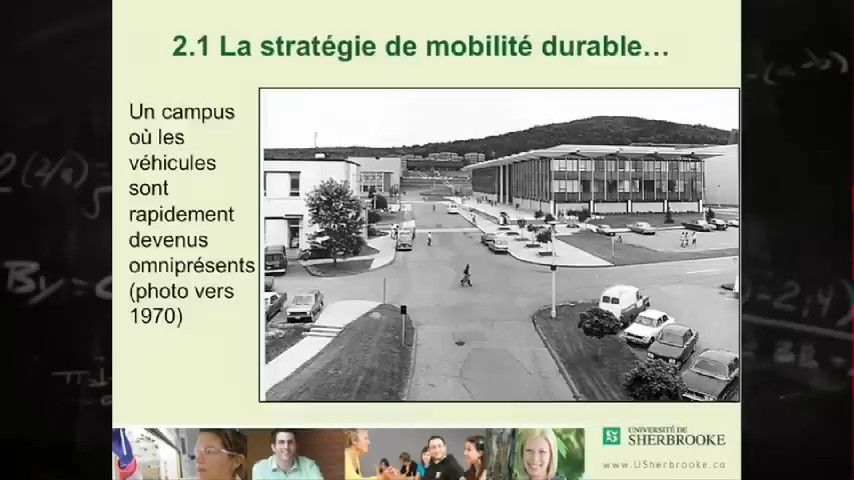 2.1 La stratégie de mobilité durable…
Un campus
où les
véhicules
sont
rapidement
devenus
omniprésents
(photo vers
1970)
UNIVERSITÉ DE
SHERBROOKE
www.USherbrooke.ca
By=